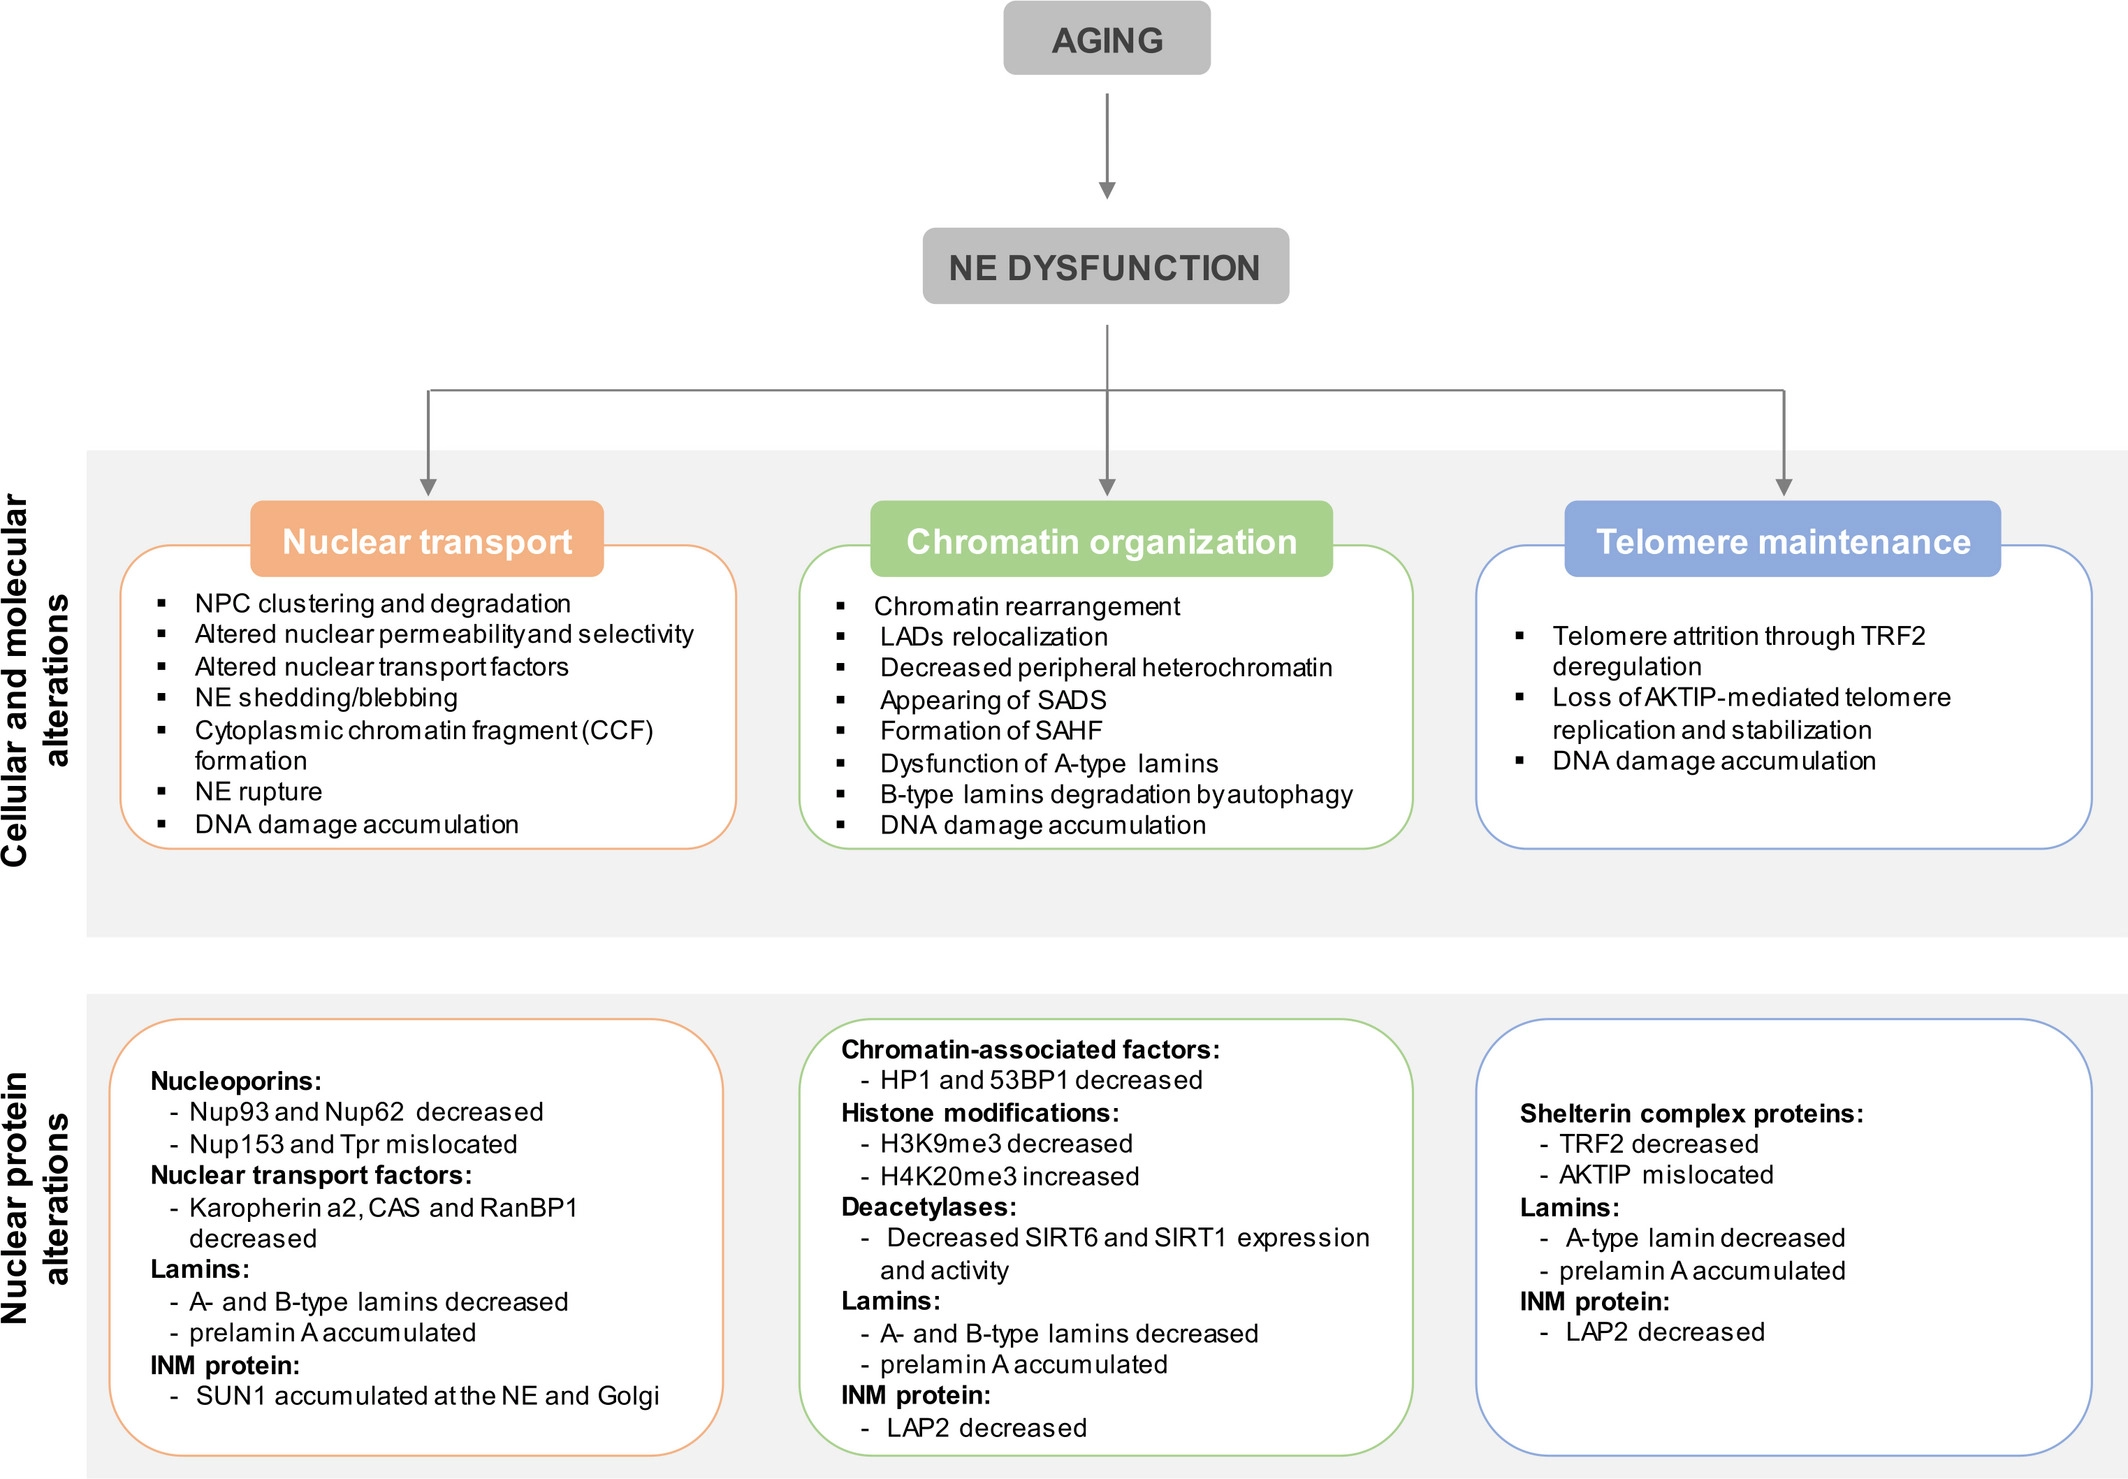 AGING
NE DYSFUNCTION
Cellular and molecular
alterations
Nuclear transport
▪ NPC clustering and degradation
▪ Altered nuclear permeability and selectivity
▪ Altered nuclear transport factors
▪ NE shedding/blebbing
▪ Cytoplasmic chromatin fragment (CCF)
formation
▪ NE rupture
▪ DNA damage accumulation
Chromatin organization
▪ Chromatin rearrangement
▪ LADs relocalization
▪ Decreased peripheral heterochromatin
▪ Appearing of SADS
▪ Formation of SAHF
▪ Dysfunction of A-type lamins
▪ B-type lamins degradation by autophagy
▪ DNA damage accumulation
Telomere maintenance
▪ Telomere attrition through TRF2
deregulation
▪ Loss of AKTIP-mediated telomere
replication and stabilization
▪ DNA damage accumulation
Nuclear protein
alterations
Nucleoporins:
- Nup93 and Nup62 decreased
- Nup153 and Tpr mislocated
Nuclear transport factors:
- Karopherin a2, CAS and RanBP1
decreased
Lamins:
- A- and B-type lamins decreased
- prelamin A accumulated
INM protein:
- SUN1 accumulated at the NE and Golgi
Chromatin-associated factors:
- HP1 and 53BP1 decreased
Histone modifications:
- H3K9me3 decreased
- H4K20me3 increased
Deacetylases:
- Decreased SIRT6 and SIRT1 expression
and activity
Lamins:
- A- and B-type lamins decreased
- prelamin A accumulated
INM protein:
- LAP2 decreased
Shelterin complex proteins:
- TRF2 decreased
- AKTIP mislocated
Lamins:
- A-type lamin decreased
- prelamin A accumulated
INM protein:
- LAP2 decreased